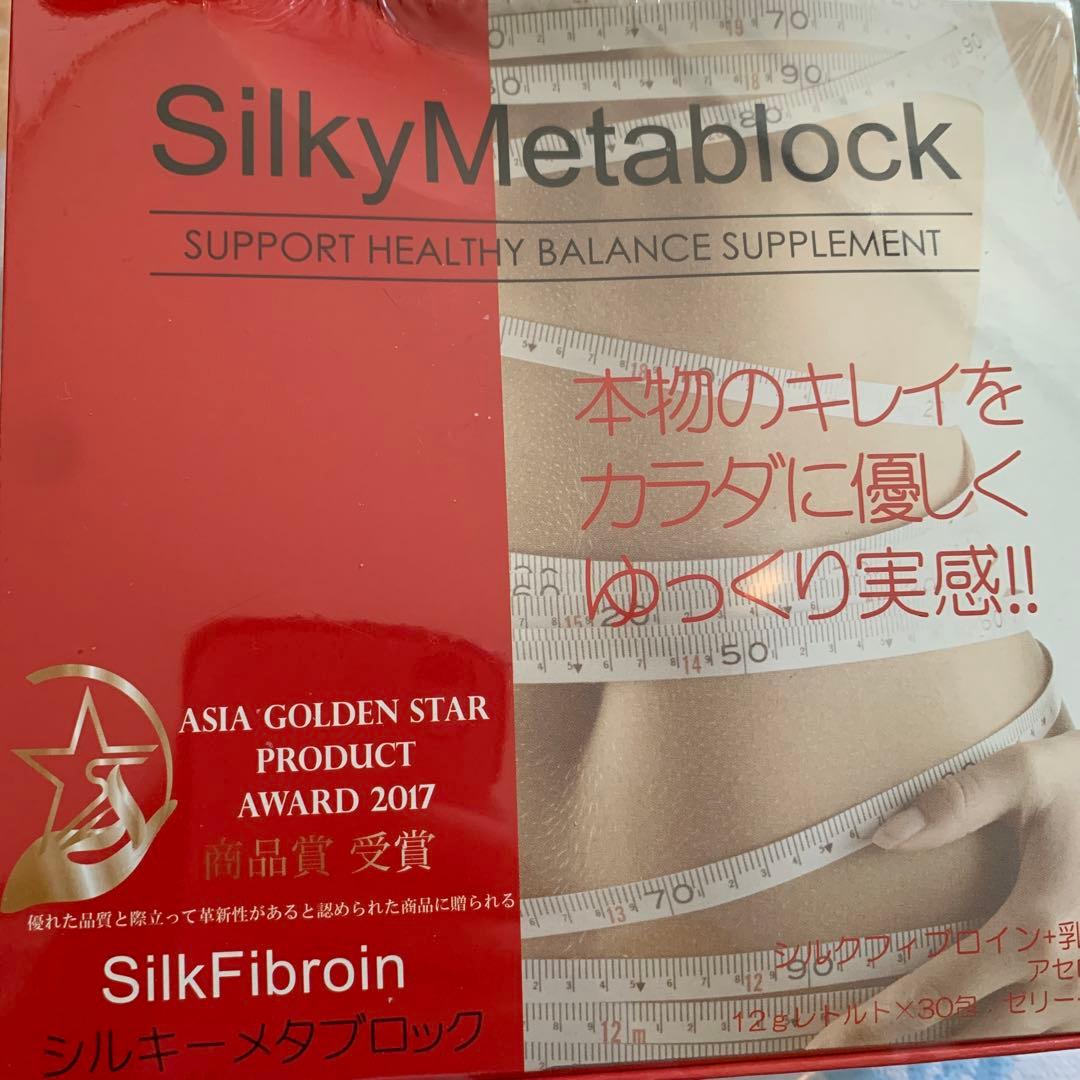 SilkyMetablock
SUPPORT HEALTHY BALANCE SUPPLEMENT
本物のキレイを
カラダに優しく
ゆっくり実感!!
ASIA GOLDEN STAR
PRODUCT
AWARD 2017
商品賞 受賞
優れた品質と際立って革新性があると認められた商品に贈られる
SilkFibroin
シルキーメタブロック
シルクフィブロイン+乳
アセ
12gレトルト×30包 ゼリー